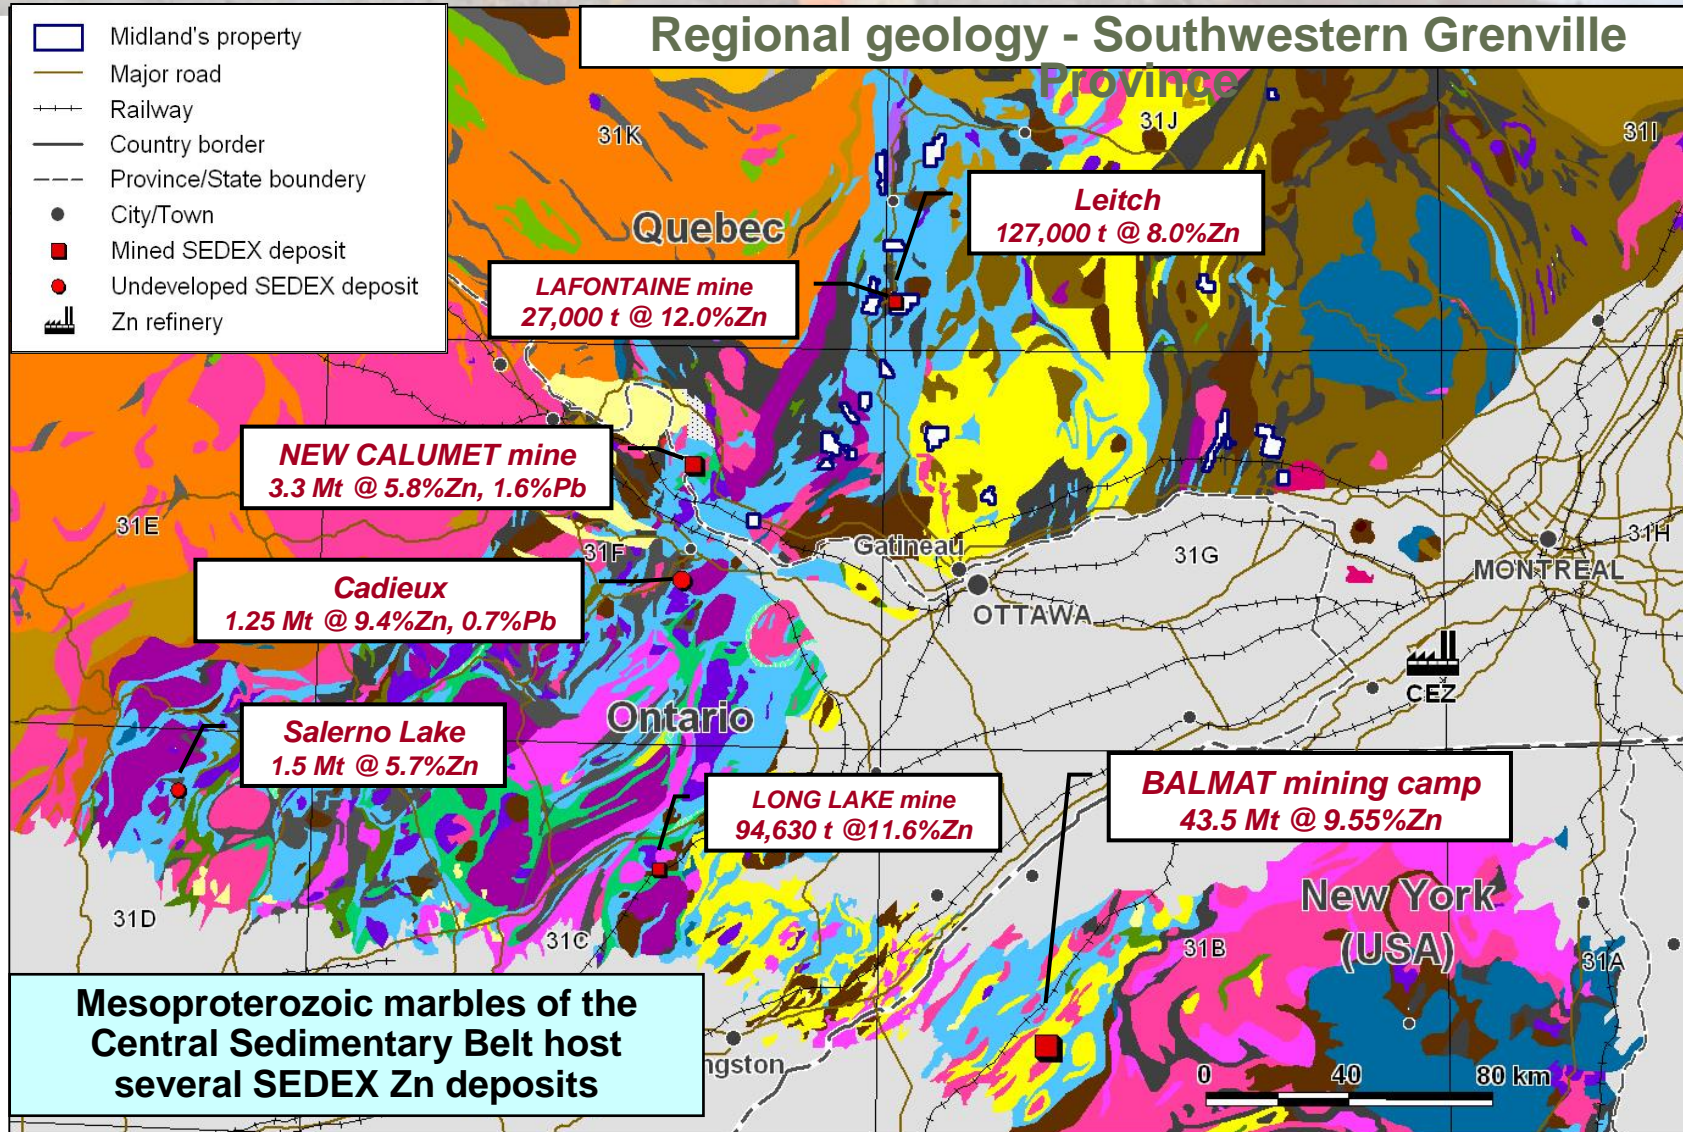 Regional geology - Southwestern Grenville
Province
Midland's property
Major road
Railway
Country border
Province/State boundery
City/Town
Mined SEDEX deposit
Undeveloped SEDEX deposit
Zn refinery
31K
31J
31I
Quebec
Leitch
127,000 t @ 8.0%Zn
LAFONTAINE mine
27,000 t @ 12.0%Zn
NEW CALUMET mine
3.3 Mt @ 5.8%Zn, 1.6%Pb
31E
31F
Gatineau
31G
31H
MONTREAL
Cadieux
1.25 Mt @ 9.4%Zn, 0.7%Pb
OTTAWA
CEZ
Ontario
Salerno Lake
1.5 Mt @ 5.7%Zn
LONG LAKE mine
94,630 t @11.6%Zn
BALMAT mining camp
43.5 Mt @ 9.55%Zn
31D
31C
31B
New York
(USA)
31A
Mesoproterozoic marbles of the
Central Sedimentary Belt host
several SEDEX Zn deposits
ngston
0 40 80 km